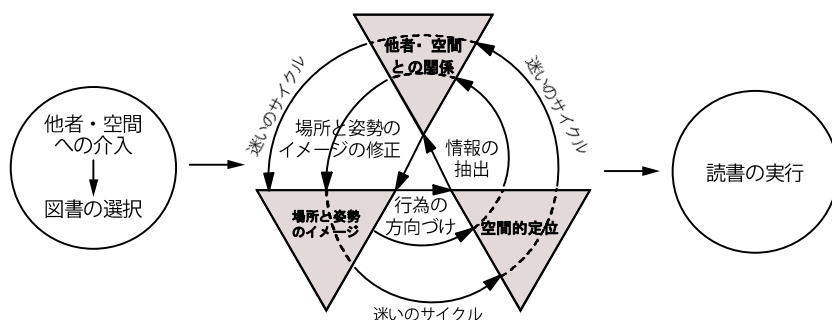 他者・空間
への介入
図書の選択
迷いのサイクル
他者・空間
との関係
迷いのサイクル
場所と姿勢の
イメージの修正
情報の
抽出
場所と姿勢
のイメージ
行為の
方向づけ
空間的定位
迷いのサイクル
読書の実行